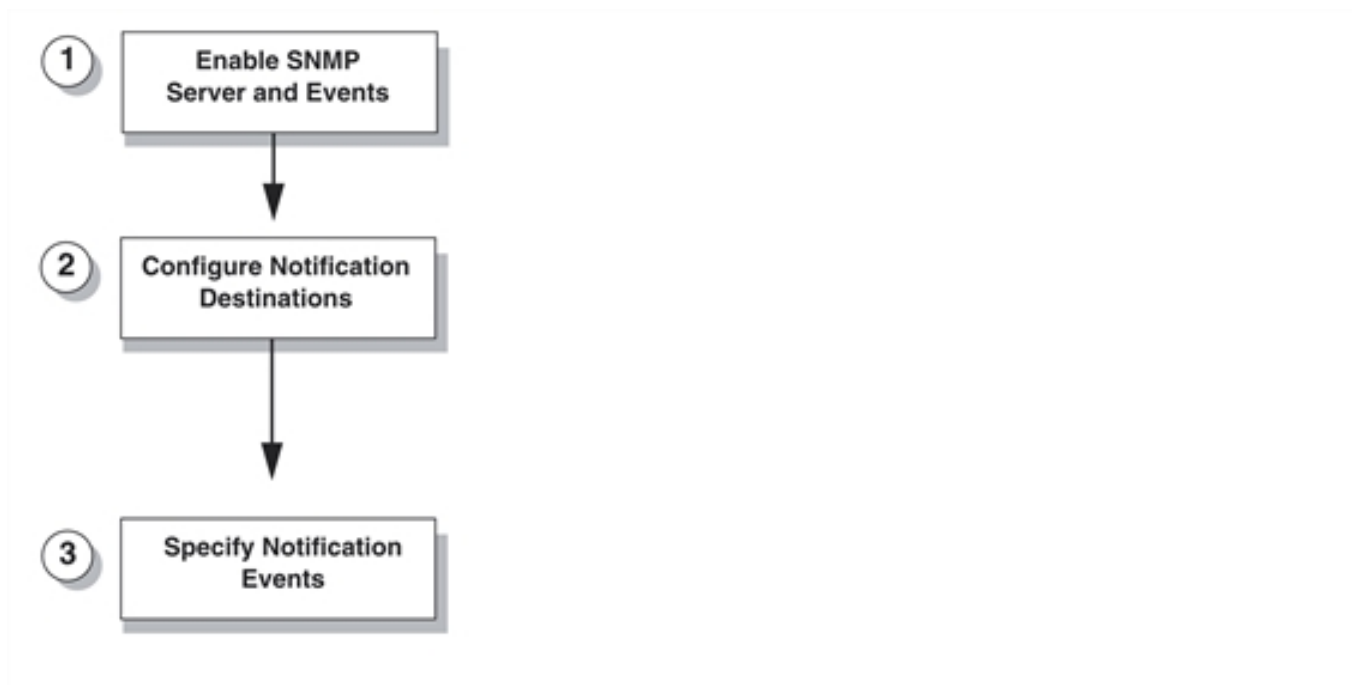 1
Enable SNMP
Server and Events
2
Configure Notification
Destinations
3
Specify Notification
Events